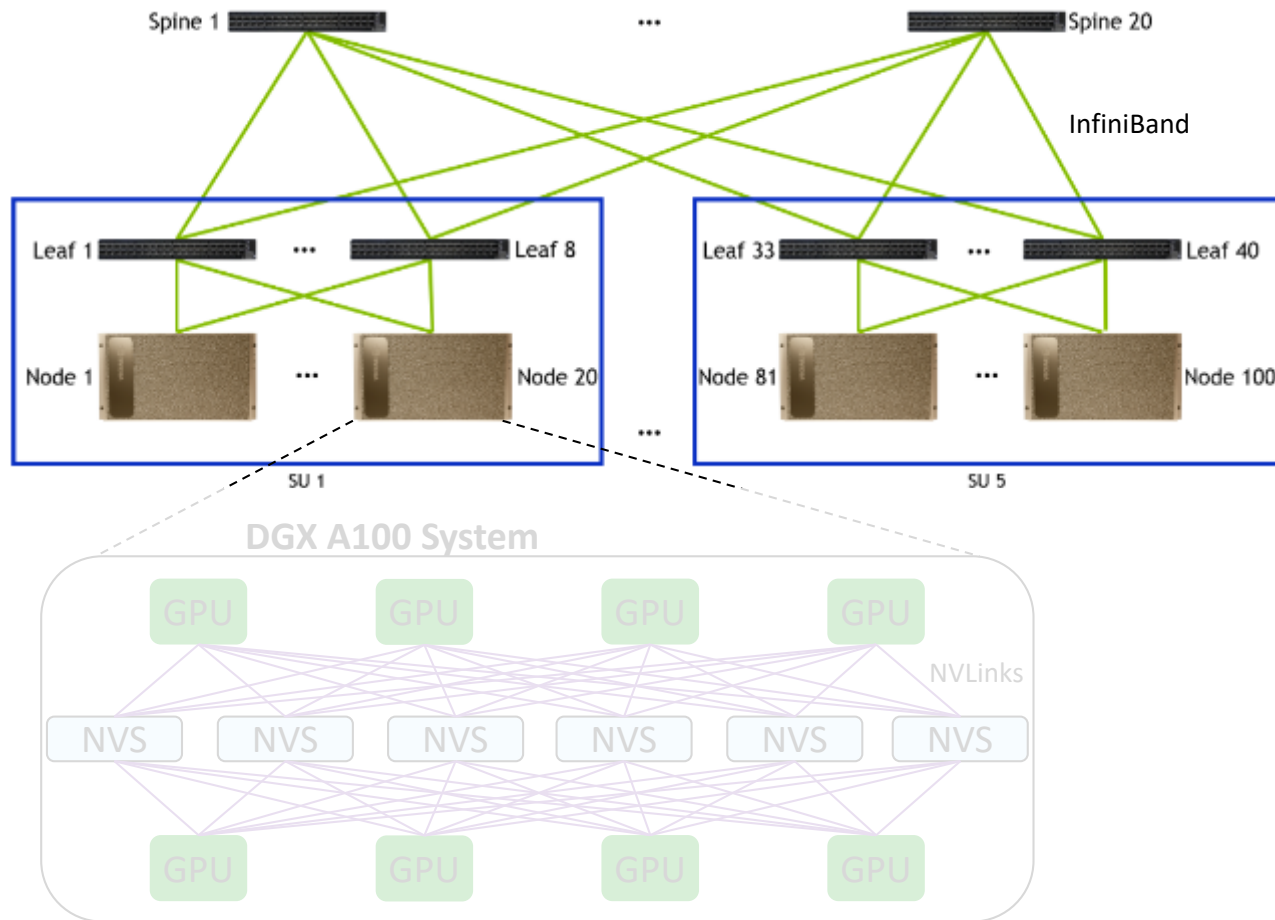 Spine 1 ... Spine 20
InfiniBand
Leaf 1 ... Leaf 8 Leaf 33 ... Leaf 40
Node 1 ... Node 20 Node 81 ... Node 100
...
SU 1 SU 5
DGX A100 System
GPU GPU GPU GPU
NVLinks
NVS NVS NVS NVS NVS NVS
GPU GPU GPU GPU